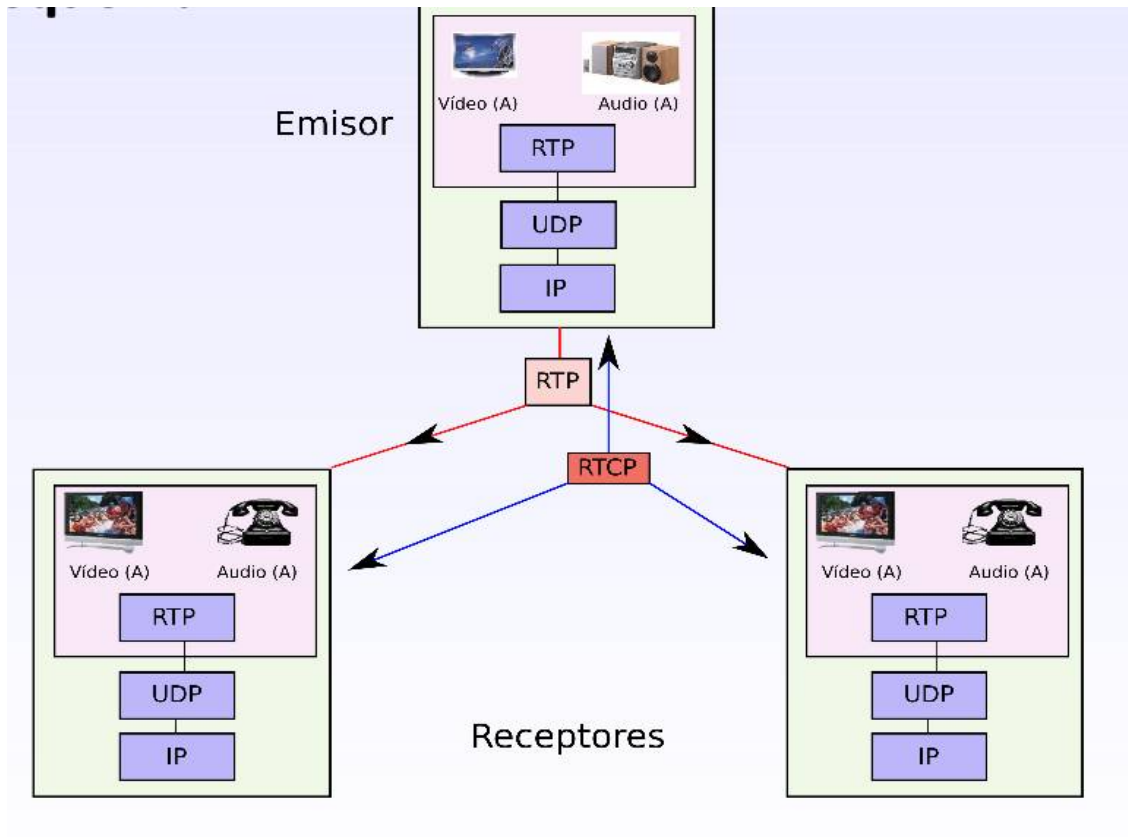 Vídeo (A)
Audio (A)
Emisor
RTP
UDP
IP
RTP
RTCP
Vídeo (A)
Audio (A)
RTP
UDP
IP
Vídeo (A)
Audio (A)
RTP
UDP
IP
Receptores